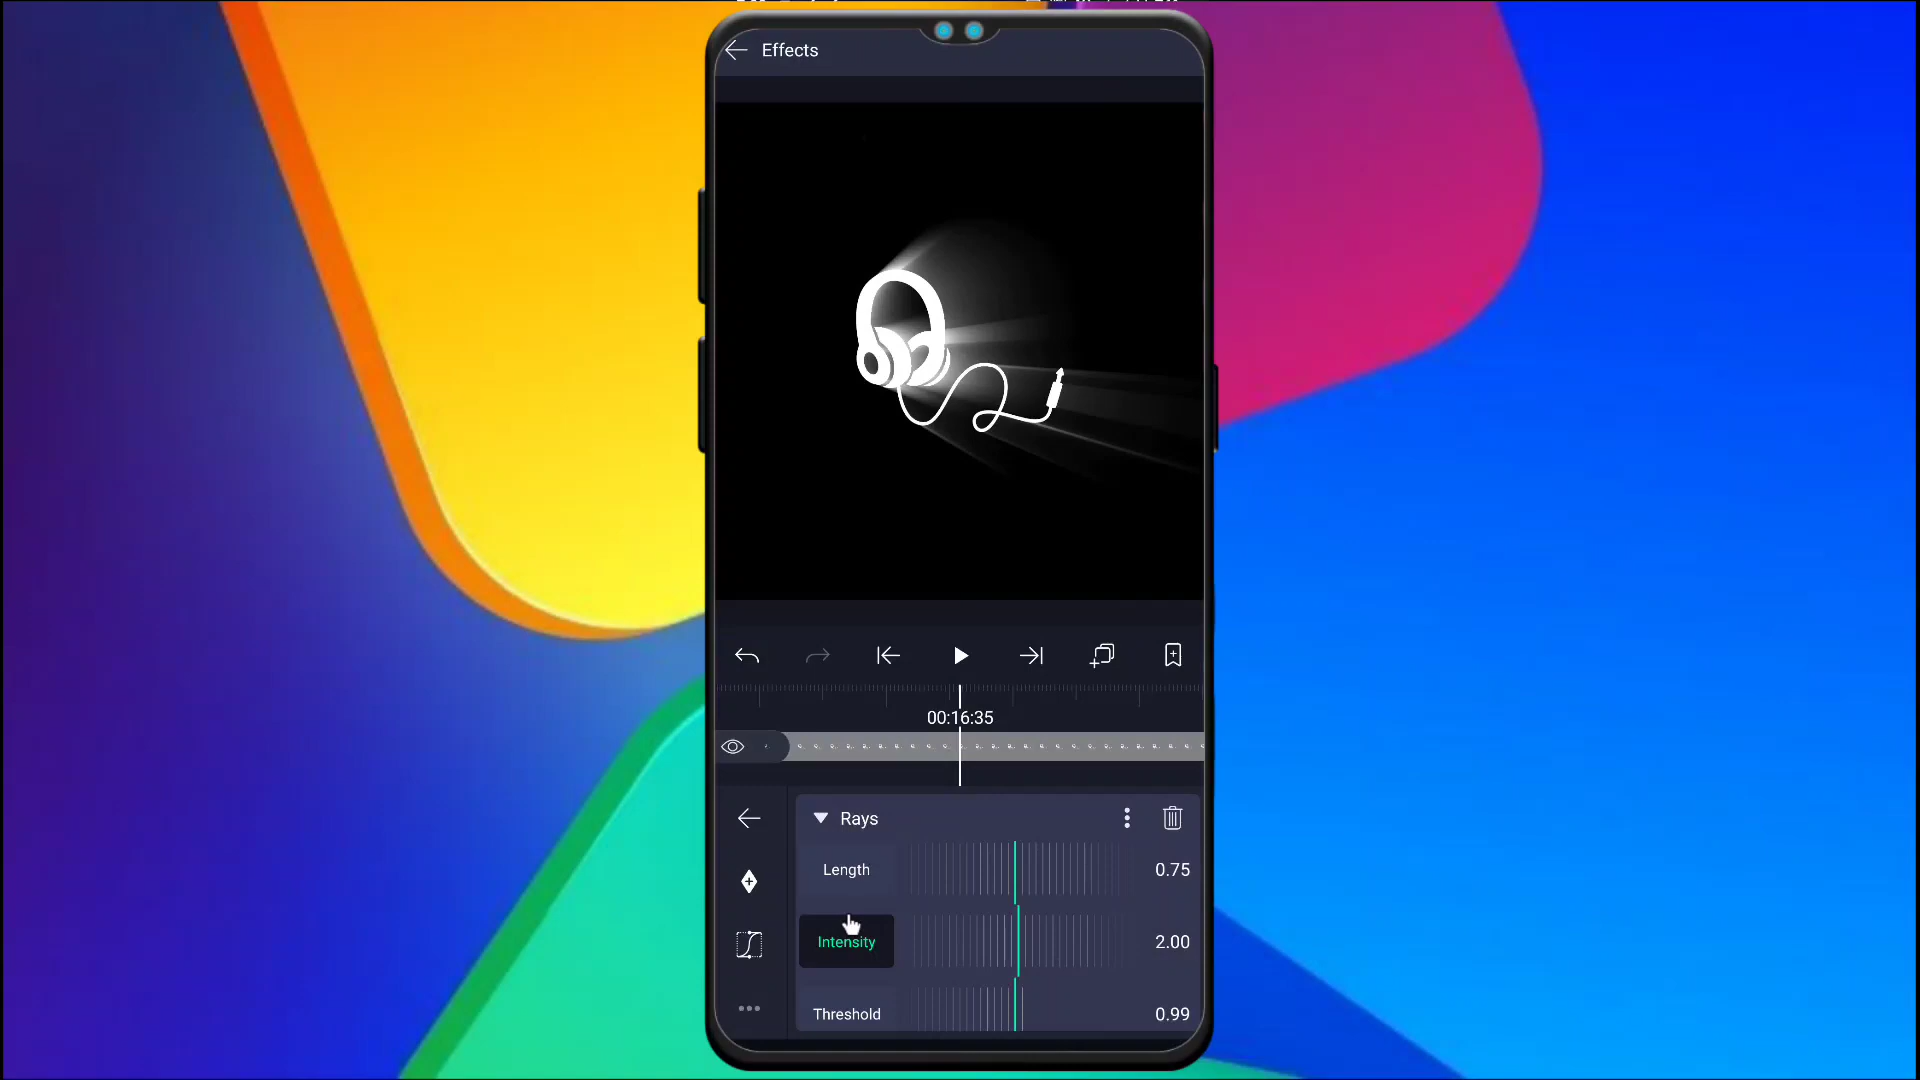 Effects
00:16:35
Rays
Length 0.75
Intensity 2.00
Threshold 0.99